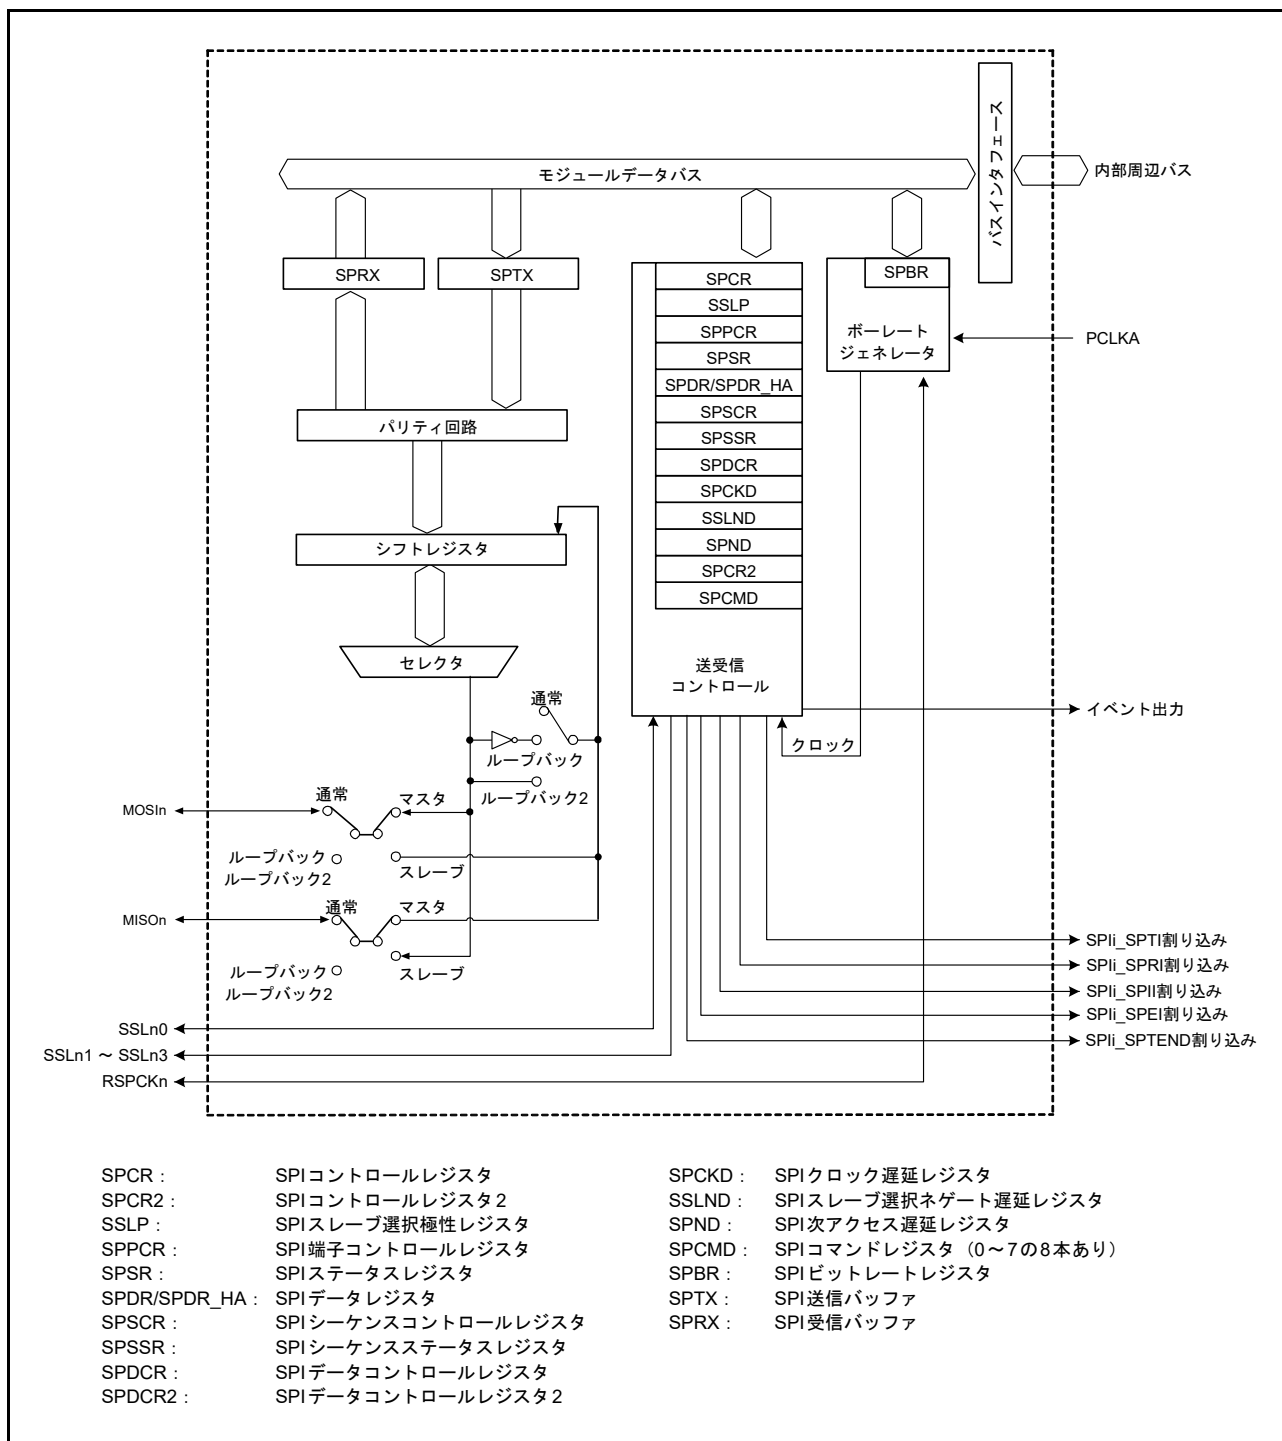 バスインタフェース
モジュールデータバス
内部周辺バス
SPRX
SPTX
SPCR
SSLP
SPPCR
SPSR
SPDR/SPDR_HA
SPSCR
SPSSR
SPDCR
SPCKD
SSLND
SPND
SPCR2
SPCMD
送受信
コントロール
SPBR
ボーレート
ジェネレータ
PCLKA
パリティ回路
シフトレジスタ
セレクタ
通常
ループバック
ループバック2
クロック
イベント出力
MOSIn
通常
マスタ
ループバック
ループバック2
スレーブ
MISOn
通常
マスタ
ループバック
ループバック2
スレーブ
SPIi_SPTI割り込み
SPIi_SPRI割り込み
SPIi_SPII割り込み
SPIi_SPEI割り込み
SPIi_SPTEND割り込み
SSLn0
SSLn1 ～ SSLn3
RSPCKn
SPCR : SPIコントロールレジスタ
SPCR2 : SPIコントロールレジスタ2
SSLP : SPIスレーブ選択極性レジスタ
SPPCR : SPI端子コントロールレジスタ
SPSR : SPIステータスレジスタ
SPDR/SPDR_HA : SPIデータレジスタ
SPSCR : SPIシーケンスコントロールレジスタ
SPSSR : SPIシーケンスステータスレジスタ
SPDCR : SPIデータコントロールレジスタ
SPDCR2 : SPIデータコントロールレジスタ2
SPCKD : SPIクロック遅延レジスタ
SSLND : SPIスレーブ選択ネゲート遅延レジスタ
SPND : SPI次アクセス遅延レジスタ
SPCMD : SPIコマンドレジスタ（0～7の8本あり）
SPBR : SPIビットレートレジスタ
SPTX : SPI送信バッファ
SPRX : SPI受信バッファ